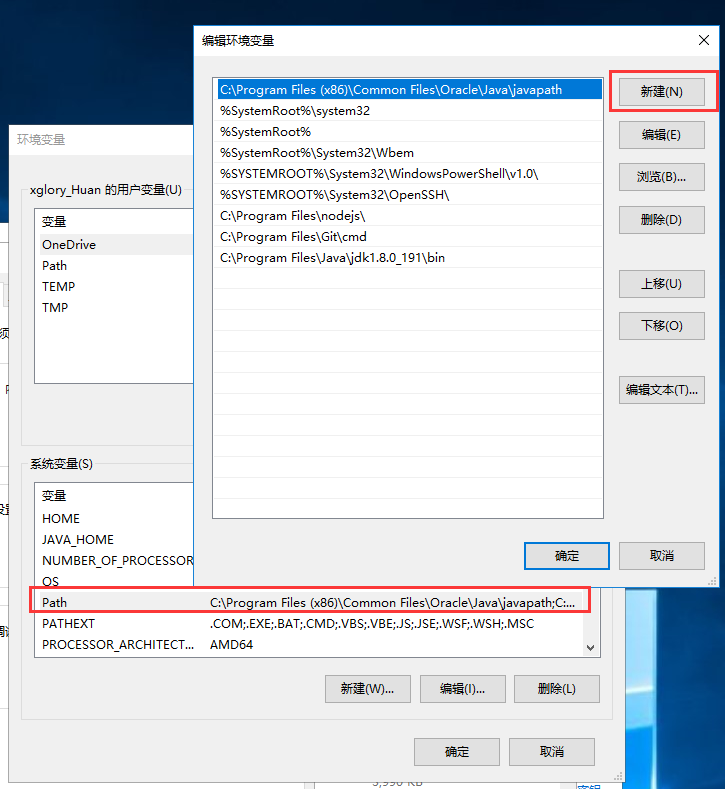 编辑环境变量
C:\Program Files (x86)\Common Files\Oracle\Java\javapath
%SystemRoot%\system32
%SystemRoot%
%SystemRoot%\System32\Wbem
%SYSTEMROOT%\System32\WindowsPowerShell\v1.0\
%SYSTEMROOT%\System32\OpenSSH\
C:\Program Files\nodejs\
C:\Program Files\Git\cmd
C:\Program Files\Java\jdk1.8.0_191\bin
新建(N)
编辑(E)
浏览(B)...
删除(D)
上移(U)
下移(O)
编辑文本(T)...
确定
取消
环境变量
xglory_Huan 的用户变量(U)
变量
OneDrive
Path
TEMP
TMP
系统变量(S)
变量
HOME
JAVA_HOME
NUMBER_OF_PROCESSOR
OS
Path C:\Program Files (x86)\Common Files\Oracle\Java\javapath;C:...
PATHEXT .COM;.EXE;.BAT;.CMD;.VBS;.VBE;.JS;.JSE;.WSF;.WSH;.MSC
PROCESSOR_ARCHITECT... AMD64
新建(W)...
编辑(I)...
删除(L)
确定
取消